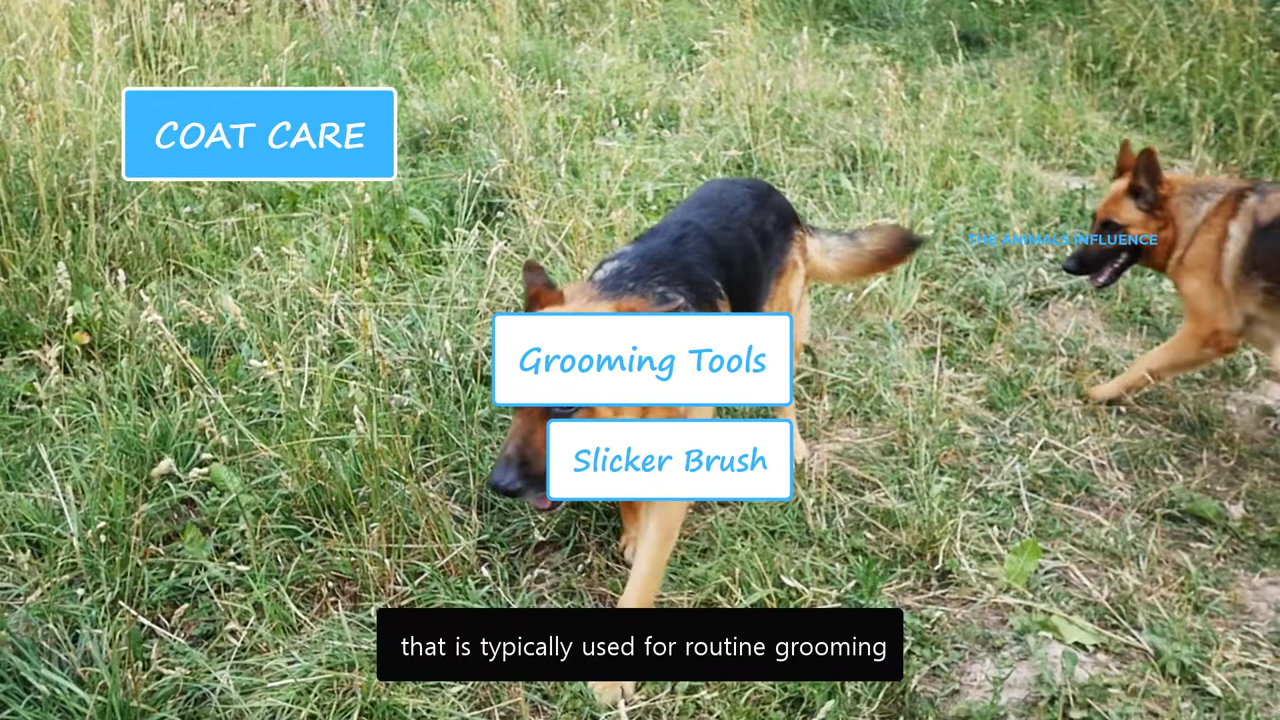 COAT CARE
THE ANIMALS INFLUENCE
Grooming Tools
Slicker Brush
that is typically used for routine grooming